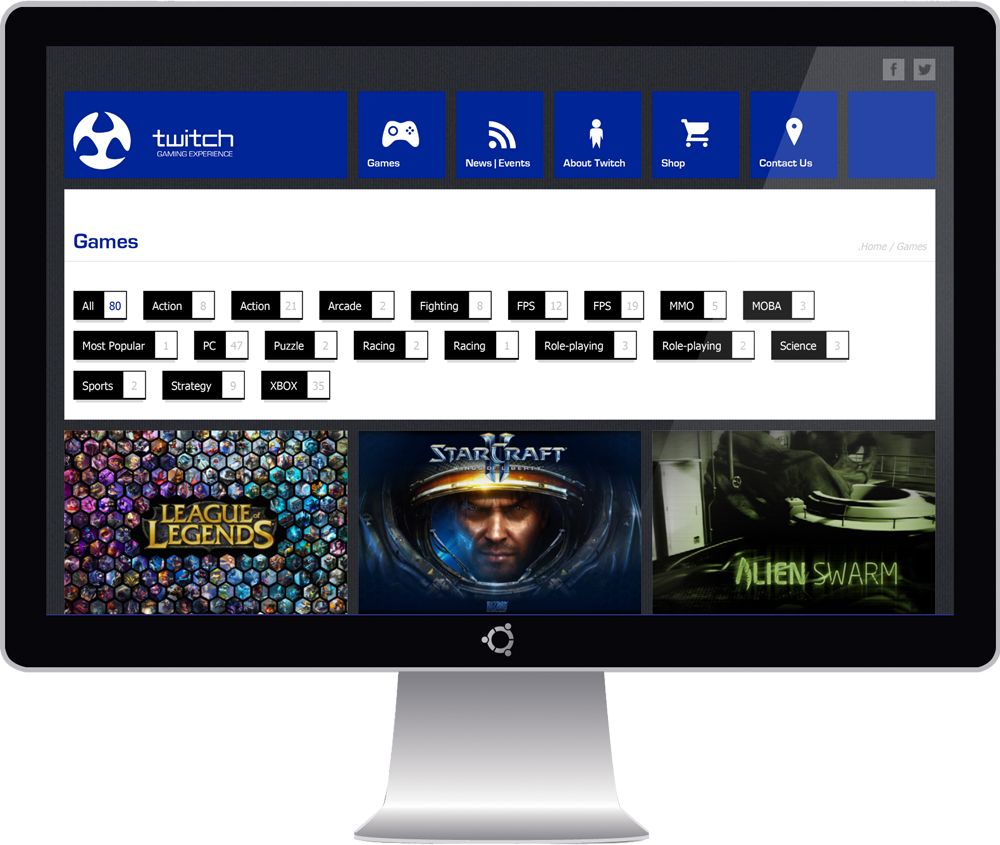 twitch
GAMING EXPERIENCE
Games
News | Events
About Twitch
Shop
Contact Us
Games
.Home / Games
All 80 Action 8 Action 21 Arcade 2 Fighting 8 FPS 12 FPS 19 MMO 5 MOBA 3
Most Popular 1 PC 47 Puzzle 2 Racing 2 Racing 1 Role-playing 3 Role-playing 2 Science 3
Sports 2 Strategy 9 XBOX 35
LEAGUE of
LEGENDS
STARCRAFT
II
WINGS OF LIBERTY
BLIZZARD
ALIEN SWARM